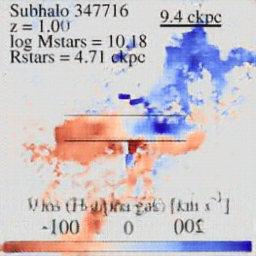 Subhalo 347716
9.4 ckpc
z = 1.00
log Mstars = 10.18
Rstars = 4.71 ckpc
-100 0